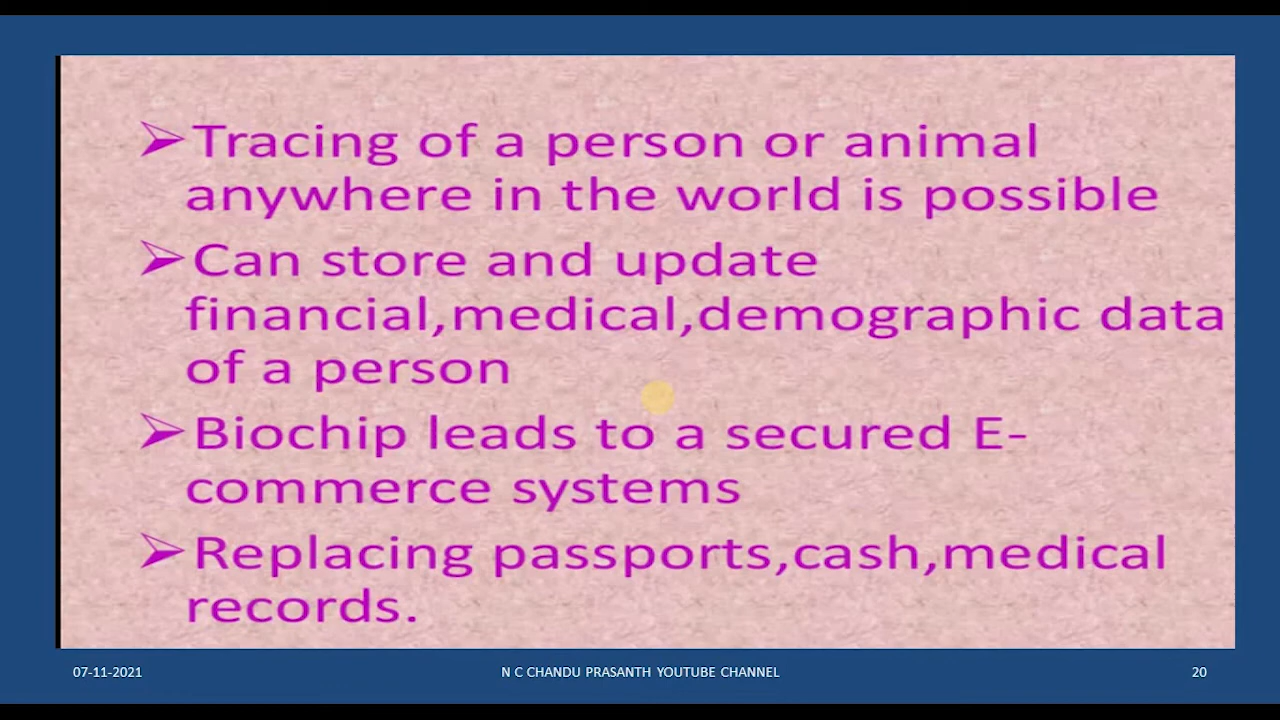 ➢Tracing of a person or animal
anywhere in the world is possible
➢Can store and update
financial,medical,demographic data
of a person
➢Biochip leads to a secured E-
commerce systems
➢Replacing passports,cash,medical
records.
07-11-2021
N C CHANDU PRASANTH YOUTUBE CHANNEL
20